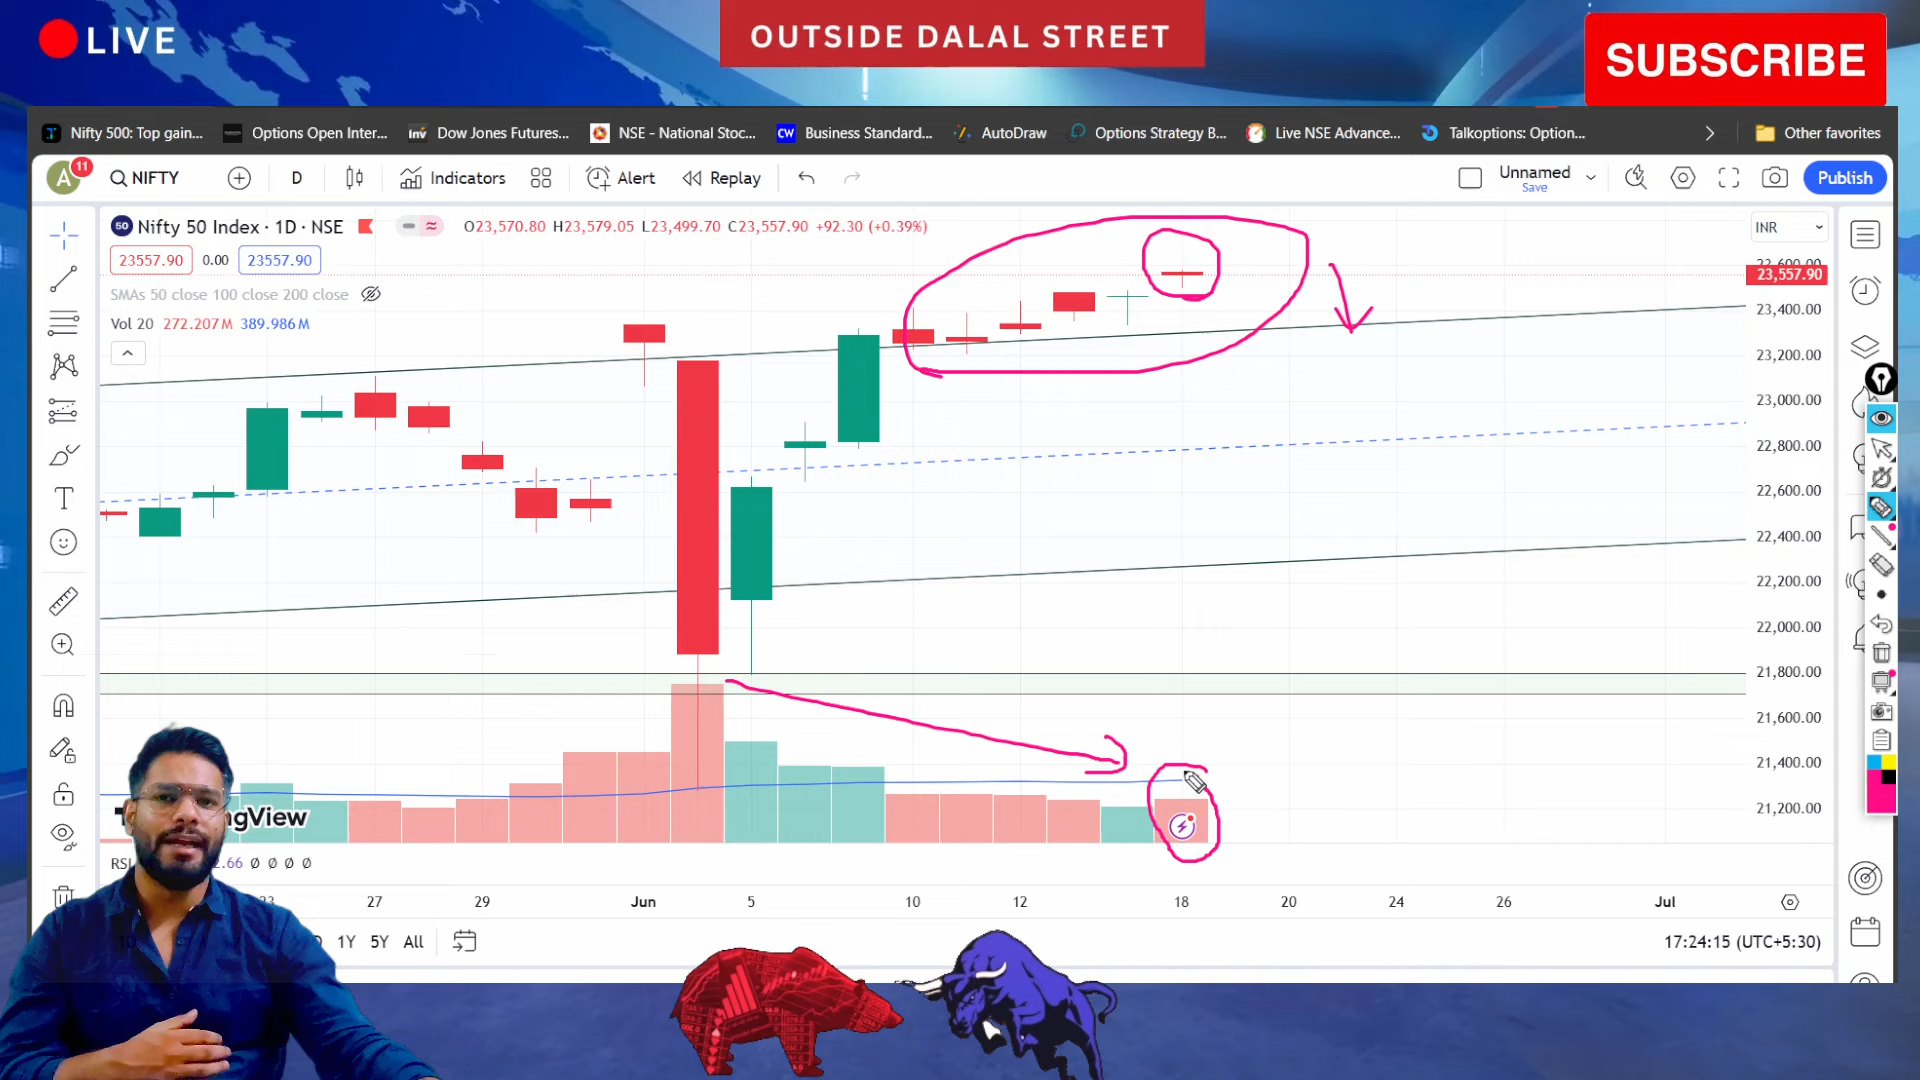 LIVE
OUTSIDE DALAL STREET
SUBSCRIBE
Nifty 500: Top gain...
Options Open Inter...
Dow Jones Futures...
NSE - National Stoc...
Business Standard...
AutoDraw
Options Strategy B...
Live NSE Advance...
Talkoptions: Option...
Other favorites
A 11
NIFTY
D
Indicators
Alert
Replay
Unnamed
Save
Publish
50 Nifty 50 Index · 1D · NSE
O23,570.80 H23,579.05 L23,499.70 C23,557.90 +92.30 (+0.39%)
INR
23557.90
0.00
23557.90
SMAs 50 close 100 close 200 close
Vol 20 272.207M 389.986M
23,600.00
23,557.90
23,400.00
23,200.00
23,000.00
22,800.00
22,600.00
22,400.00
22,200.00
22,000.00
21,800.00
21,600.00
21,400.00
21,200.00
27
29
Jun
5
10
12
18
20
24
26
Jul
1Y
5Y
All
17:24:15 (UTC+5:30)